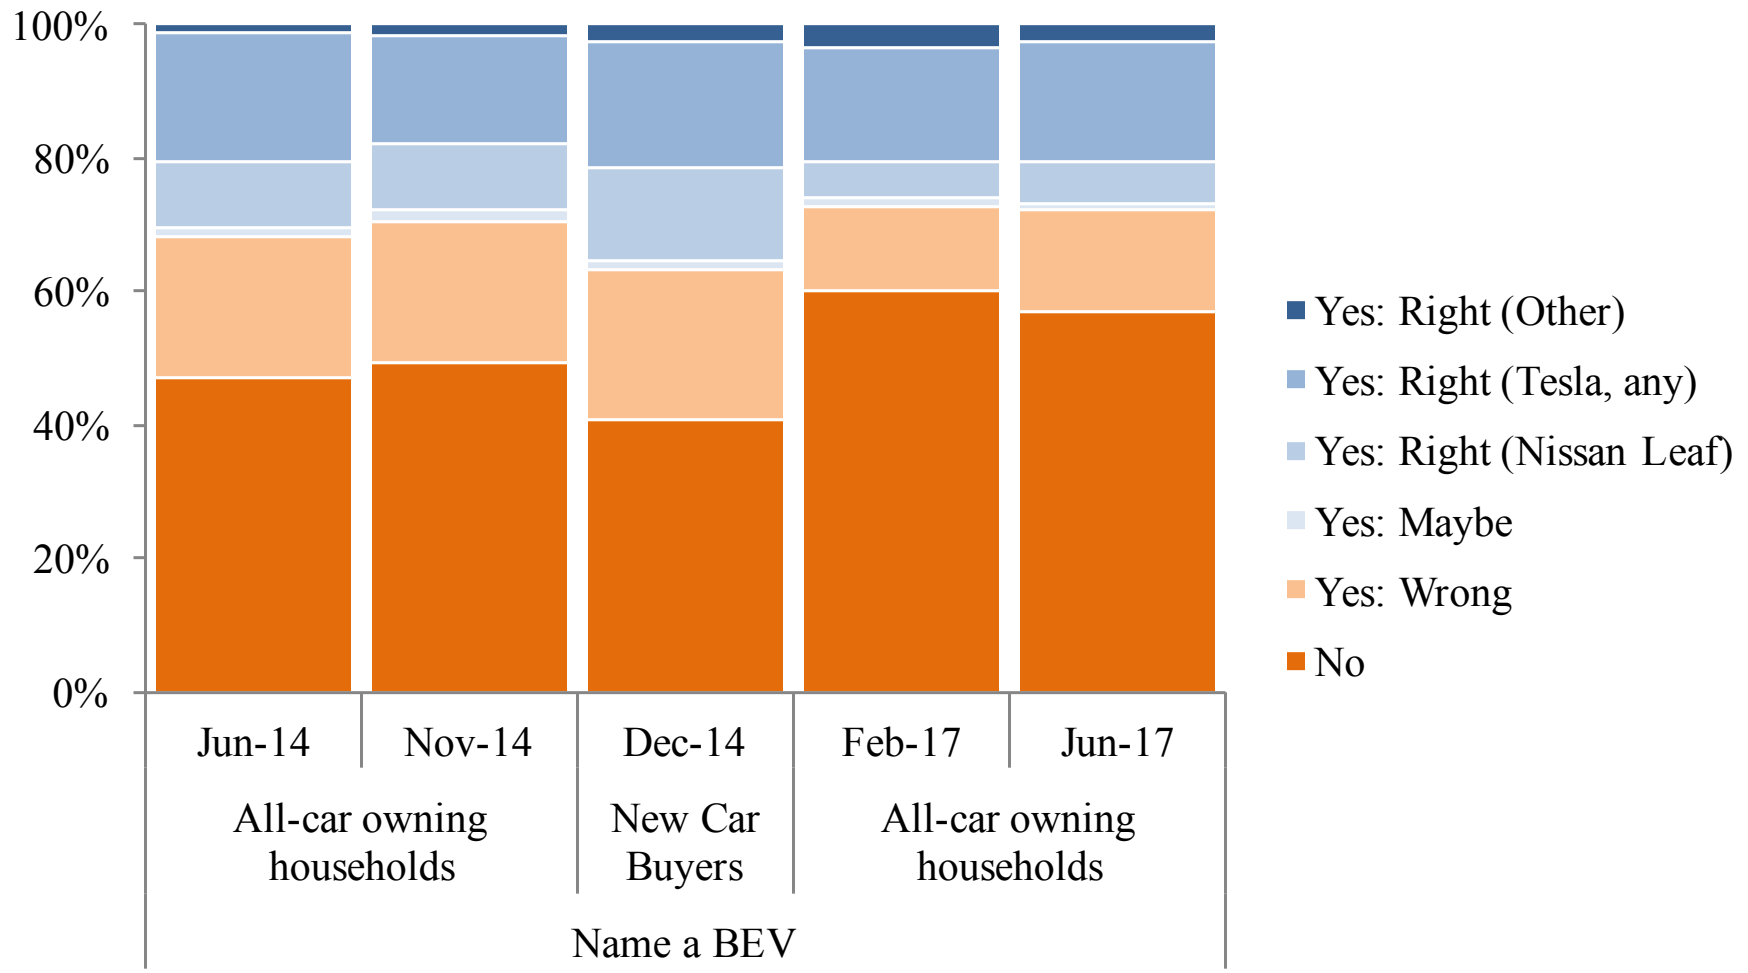 100%
80%
60%
40%
20%
0%
Jun-14
Nov-14
Dec-14
Feb-17
Jun-17
All-car owning
households
New Car
Buyers
All-car owning
households
Name a BEV
Yes: Right (Other)
Yes: Right (Tesla, any)
Yes: Right (Nissan Leaf)
Yes: Maybe
Yes: Wrong
No